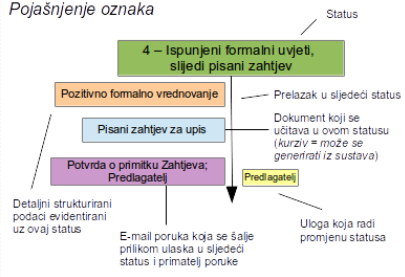 Pojašnjenje oznaka
Status
4 – Ispunjeni formalni uvjeti,
slijedi pisani zahtjev
Pozitivno formalno vrednovanje
Prelazak u sljedeći status
Pisani zahtjev za upis
Dokument koji se
učitava u ovom statusu
(kurziv = može se
generirati iz sustava)
Potvrda o primitku Zahtjeva;
Predlagatelj
Predlagatelj
Detaljni strukturirani
podaci evidentirani
uz ovaj status
E-mail poruka koja se šalje
prilikom ulaska u sljedeći
status i primatelj poruke
Uloga koja radi
promjenu statusa